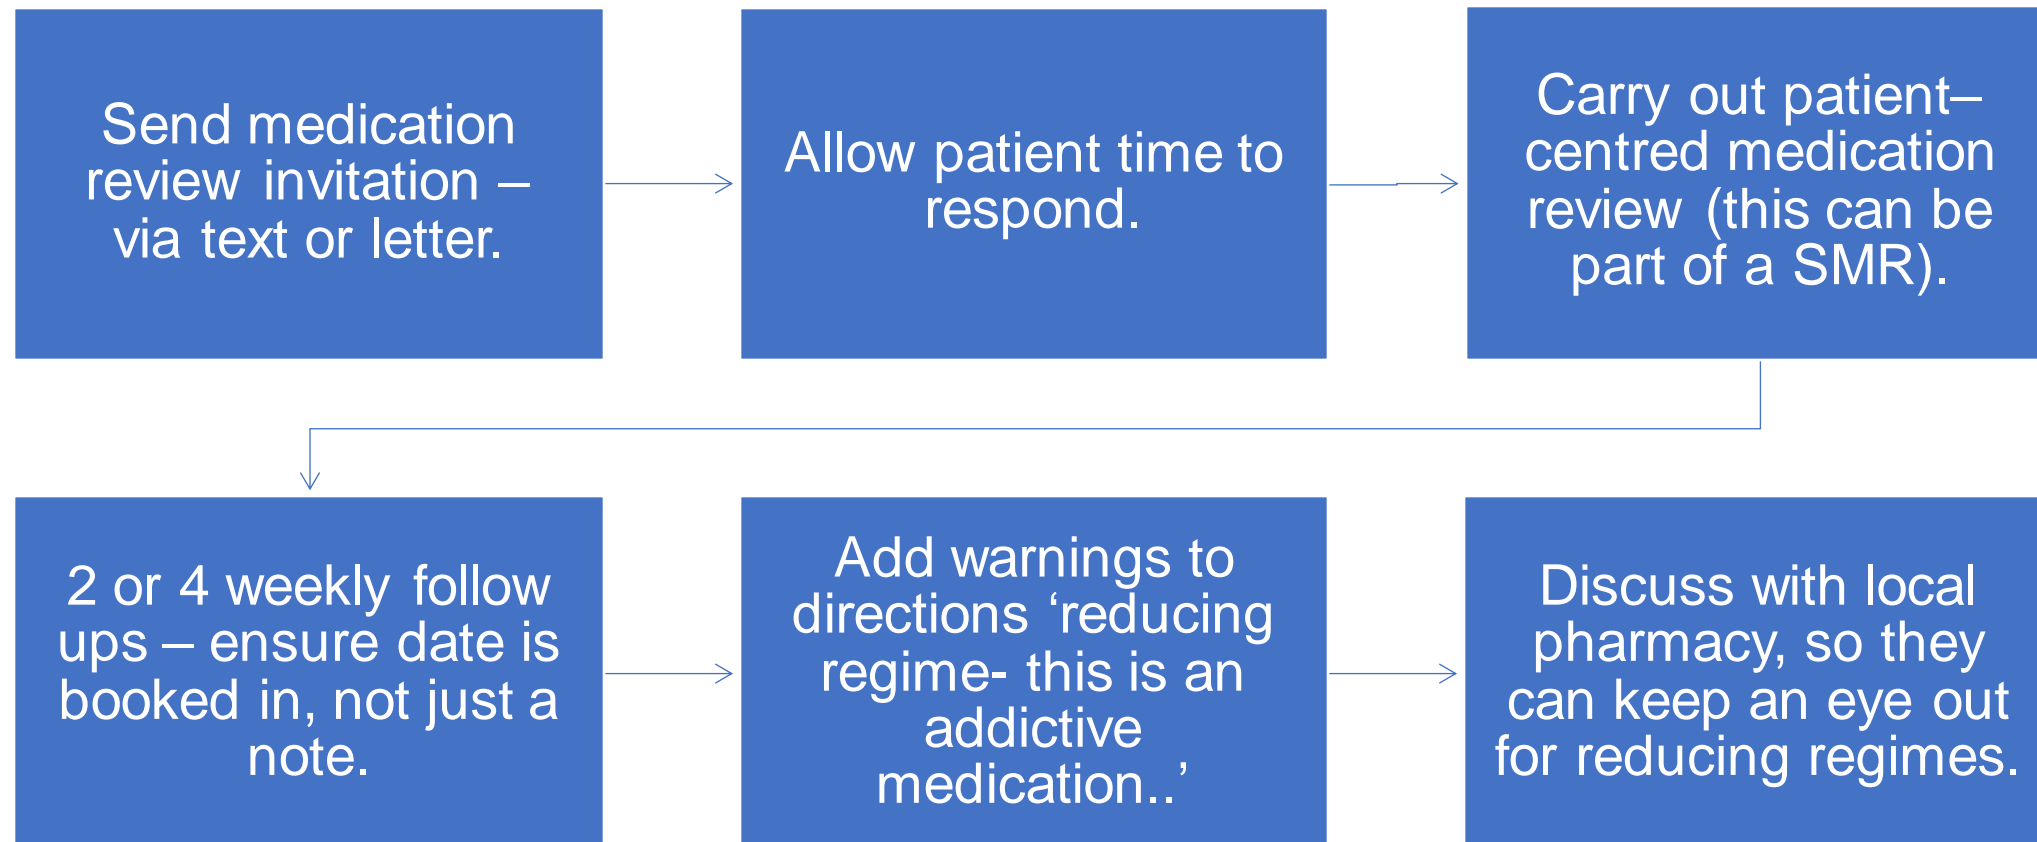 Send medication
review invitation –
via text or letter.
Allow patient time to
respond.
Carry out patient–
centred medication
review (this can be
part of a SMR).
2 or 4 weekly follow
ups – ensure date is
booked in, not just a
note.
Add warnings to
directions ‘reducing
regime- this is an
addictive
medication..’
Discuss with local
pharmacy, so they
can keep an eye out
for reducing regimes.